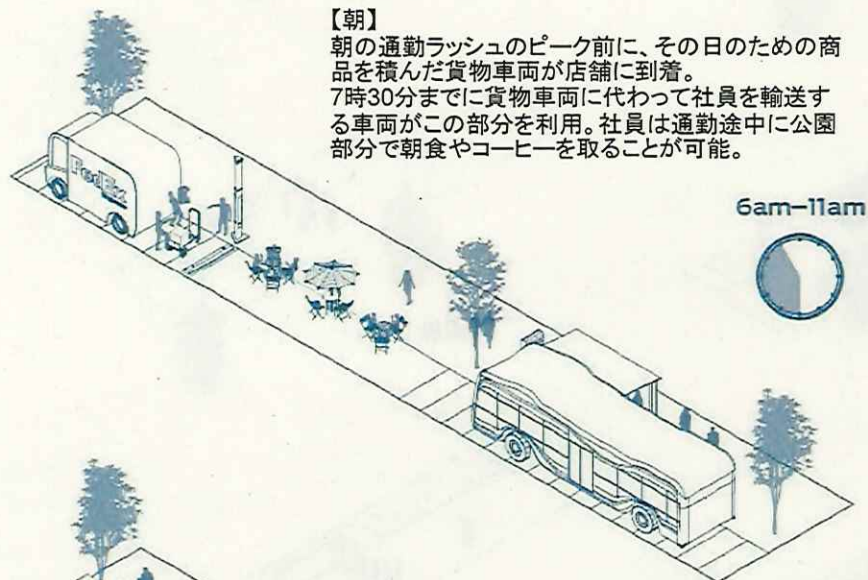 【朝】
朝の通勤ラッシュのピーク前に、その日のための商
品を積んだ貨物車両が店舗に到着。
7時30分までに貨物車両に代わって社員を輸送す
る車両がこの部分を利用。社員は通勤途中に公園
部分で朝食やコーヒーを取ることが可能。
6am–11am
FedEx